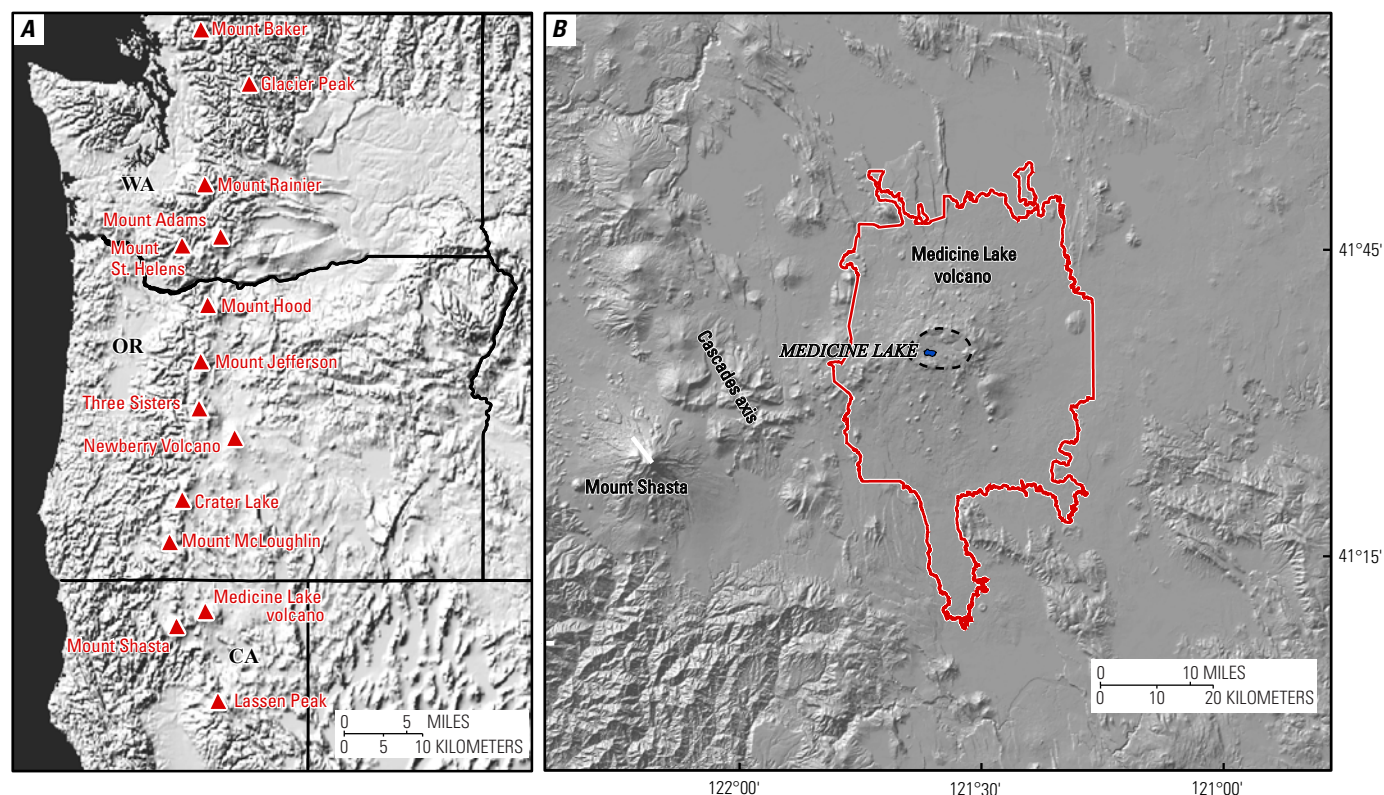 A
Mount Baker
Glacier Peak
WA
Mount Rainier
Mount Adams
Mount
St. Helens
Mount Hood
OR
Mount Jefferson
Three Sisters
Newberry Volcano
Crater Lake
Mount McLoughlin
Medicine Lake
volcano
Mount Shasta
CA
Lassen Peak
0 5 MILES
0 5 10 KILOMETERS
B
Medicine Lake
volcano
MEDICINE LAKE
Cascades axis
Mount Shasta
0 10 MILES
0 10 20 KILOMETERS
41°45'
41°15'
122°00'
121°30'
121°00'